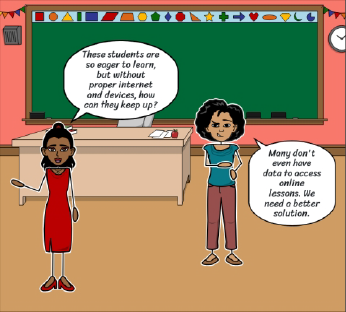 These students are
so eager to learn,
but without
proper internet
and devices, how
can they keep up?
Many don't
even have
data to access
online
lessons. We
need a better
solution.